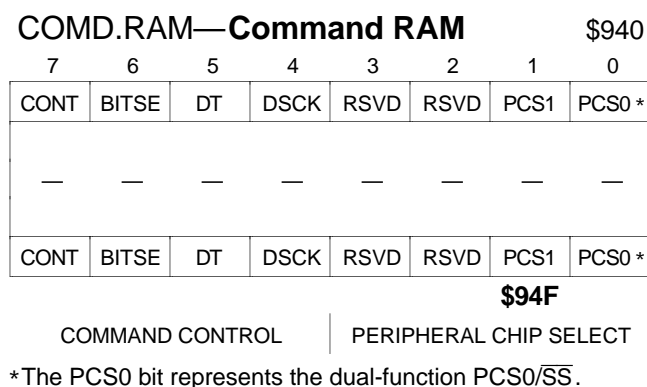 COMD.RAM—Command RAM $940
7 6 5 4 3 2 1 0
CONT BITSE DT DSCK RSVD RSVD PCS1 PCS0 *
— — — — — — — —
CONT BITSE DT DSCK RSVD RSVD PCS1 PCS0 *
$94F
COMMAND CONTROL PERIPHERAL CHIP SELECT
*The PCS0 bit represents the dual-function PCS0/S̅S̅.